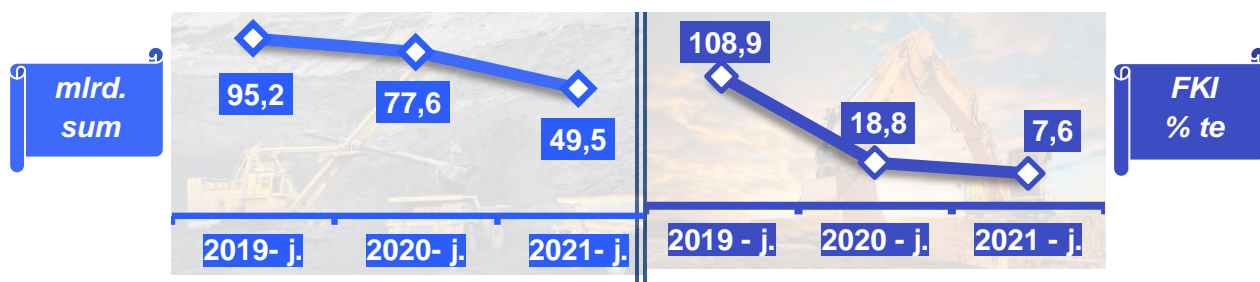 mlrd.
sum
95,2
77,6
49,5
2019- j.
2020- j.
2021- j.
108,9
18,8
7,6
2019 - j.
2020 - j.
2021 - j.
FKI
% te